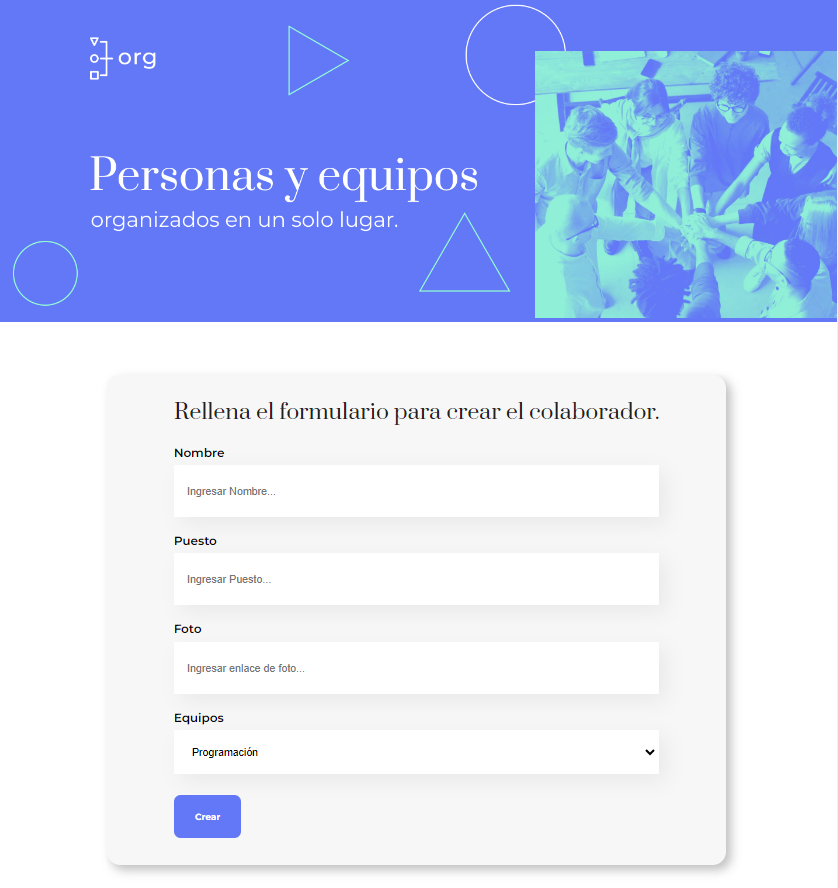 org
Personas y equipos
organizados en un solo lugar.
Rellena el formulario para crear el colaborador.
Nombre
Ingresar Nombre...
Puesto
Ingresar Puesto...
Foto
Ingresar enlace de foto...
Equipos
Programación
Crear